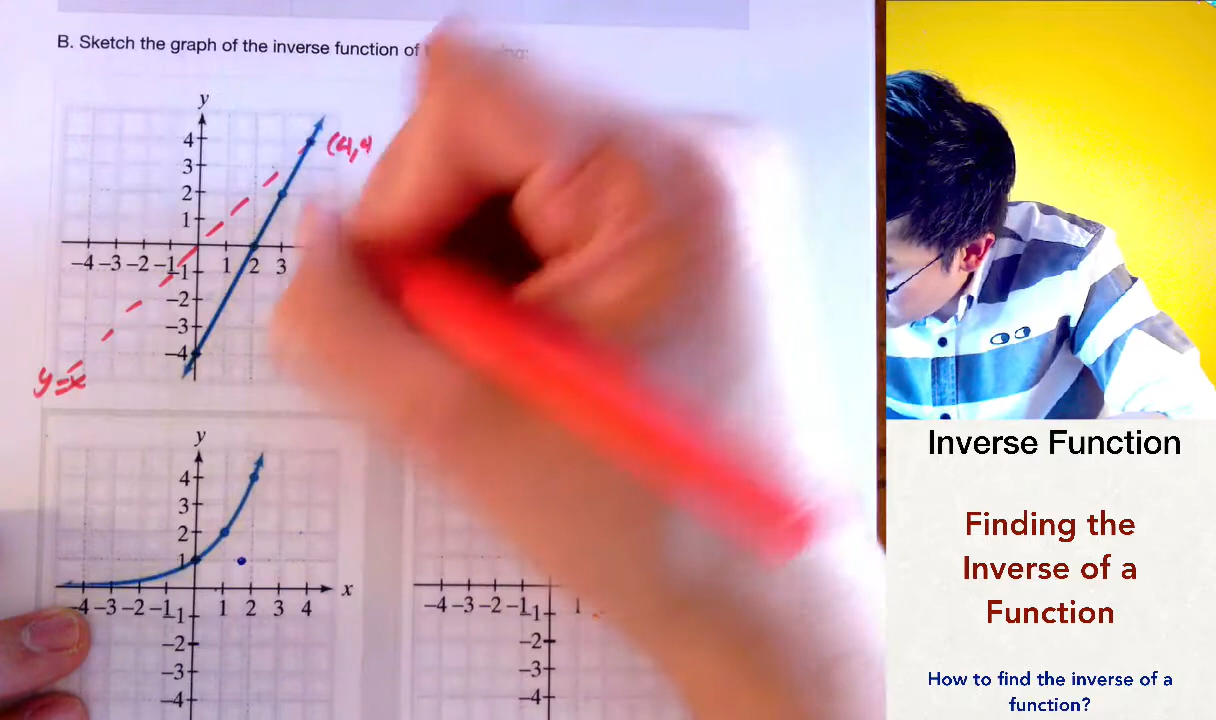 B. Sketch the graph of the inverse function of
y
4
3
2
1
-4 -3 -2 -1 1 2 3
-1
-2
-3
-4
(4,4
y=x
y
4
3
2
1
x
-4 -3 -2 -1 1 2 3 4
-1
-2
-3
-4
-4 -3 -2 -1 1
-1
-2
-3
-4
Inverse Function
Finding the
Inverse of a
Function
How to find the inverse of a
function?